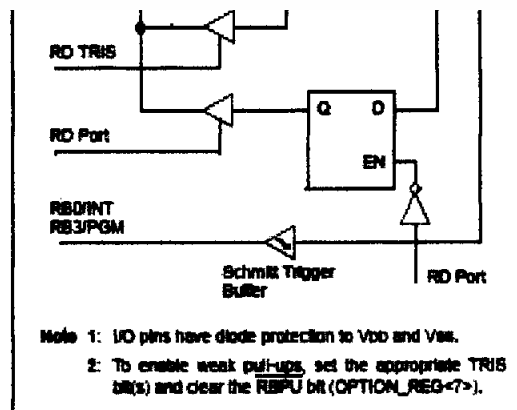 RD TRIS
Q D
RD Port
EN
RB0/INT
RB3/PGM
Schmitt Trigger
Buffer
RD Port
Note 1: I/O pins have diode protection to VDD and VSS.
2: To enable weak pull-ups, set the appropriate TRIS
bit(s) and clear the RBPU bit (OPTION_REG<7>).